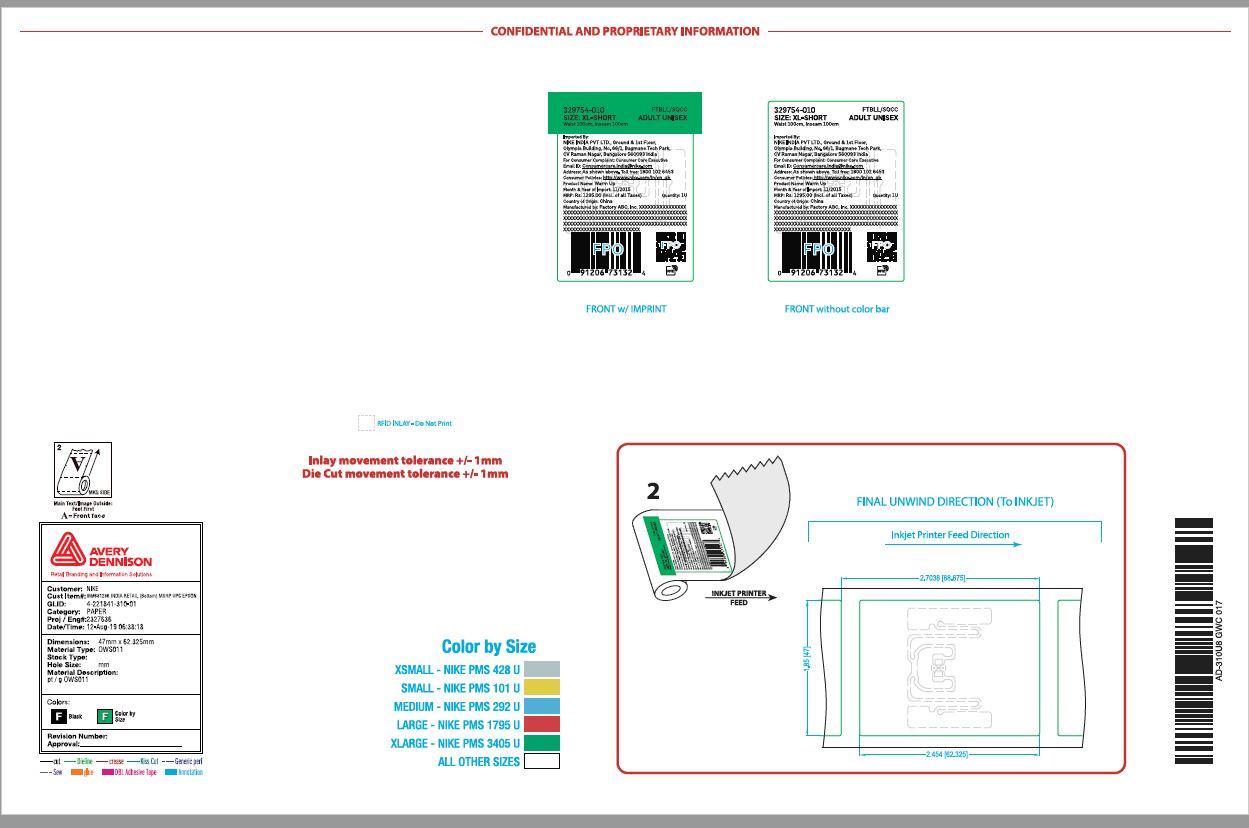 CONFIDENTIAL AND PROPRIETARY INFORMATION
329754-010 FTBLL/SOCC
SIZE: XL-SHORT ADULT UNISEX
Waist 100cm, Inseam 100cm
Imported By:
NIKE INDIA PVT LTD., Ground & 1st Floor,
Olympia Building, No. 66/1, Bagmane Tech Park,
CV Raman Nagar, Bangalore 560093 India
For Consumer Complaint: Consumer Care Executive
Email ID: Consumercare.india@nike.com
Address: As shown above, Toll free: 1800 102 6453
Consumer Policies: http://www.nike.com/in/en_gb
Product Name: Warm Up
Month & Year of Import: 11/2015
MRP: Rs. 1295.00 (Incl. of all Taxes) Quantity: 1U
Country of Origin: China
Manufactured by: Factory ABC, Inc. XXXXXXXXXXXXXXXX
FPO FPO
0 91206 73132 4
FRONT w/ IMPRINT
329754-010 FTBLL/SOCC
SIZE: XL-SHORT ADULT UNISEX
Waist 100cm, Inseam 100cm
Imported By:
NIKE INDIA PVT LTD., Ground & 1st Floor,
Olympia Building, No. 66/1, Bagmane Tech Park,
CV Raman Nagar, Bangalore 560093 India
For Consumer Complaint: Consumer Care Executive
Email ID: Consumercare.india@nike.com
Address: As shown above, Toll free: 1800 102 6453
Consumer Policies: http://www.nike.com/in/en_gb
Product Name: Warm Up
Month & Year of Import: 11/2015
MRP: Rs. 1295.00 (Incl. of all Taxes) Quantity: 1U
Country of Origin: China
Manufactured by: Factory ABC, Inc. XXXXXXXXXXXXXXXX
FPO FPO
0 91206 73132 4
FRONT without color bar
RFID INLAY - Do Not Print
Inlay movement tolerance +/- 1mm
Die Cut movement tolerance +/- 1mm
2
A
MKG SIDE
Main Text/Image Outside:
Feet First
A = Front face
AVERY
DENNISON
Retail Branding and Information Solutions
Customer: NIKE
Cust Item#: INDIA RETAIL (Bottom) MSRP UPC EPSON
GLID: 4-221841-310-01
Category: PAPER
Proj / Eng#: 2327636
Date/Time: 12-Aug-19 06:38:18
Dimensions: 47mm x 62.325mm
Material Type: OWS011
Stock Type:
Hole Size: mm
Material Description:
pt / g OWS011
Colors:
F Black F Color by Size
Revision Number:
Approval:
cut Dieline crease Kiss Cut Generic perf
Sew glue DBL Adhesive Tape Annotation
Color by Size
XSMALL - NIKE PMS 428 U
SMALL - NIKE PMS 101 U
MEDIUM - NIKE PMS 292 U
LARGE - NIKE PMS 1795 U
XLARGE - NIKE PMS 3405 U
ALL OTHER SIZES
2
INKJET PRINTER
FEED
FINAL UNWIND DIRECTION (To INKJET)
Inkjet Printer Feed Direction
2.7038 [68.675]
1.85 [47]
2.454 [62.325]
AD-310U8 GWC 017